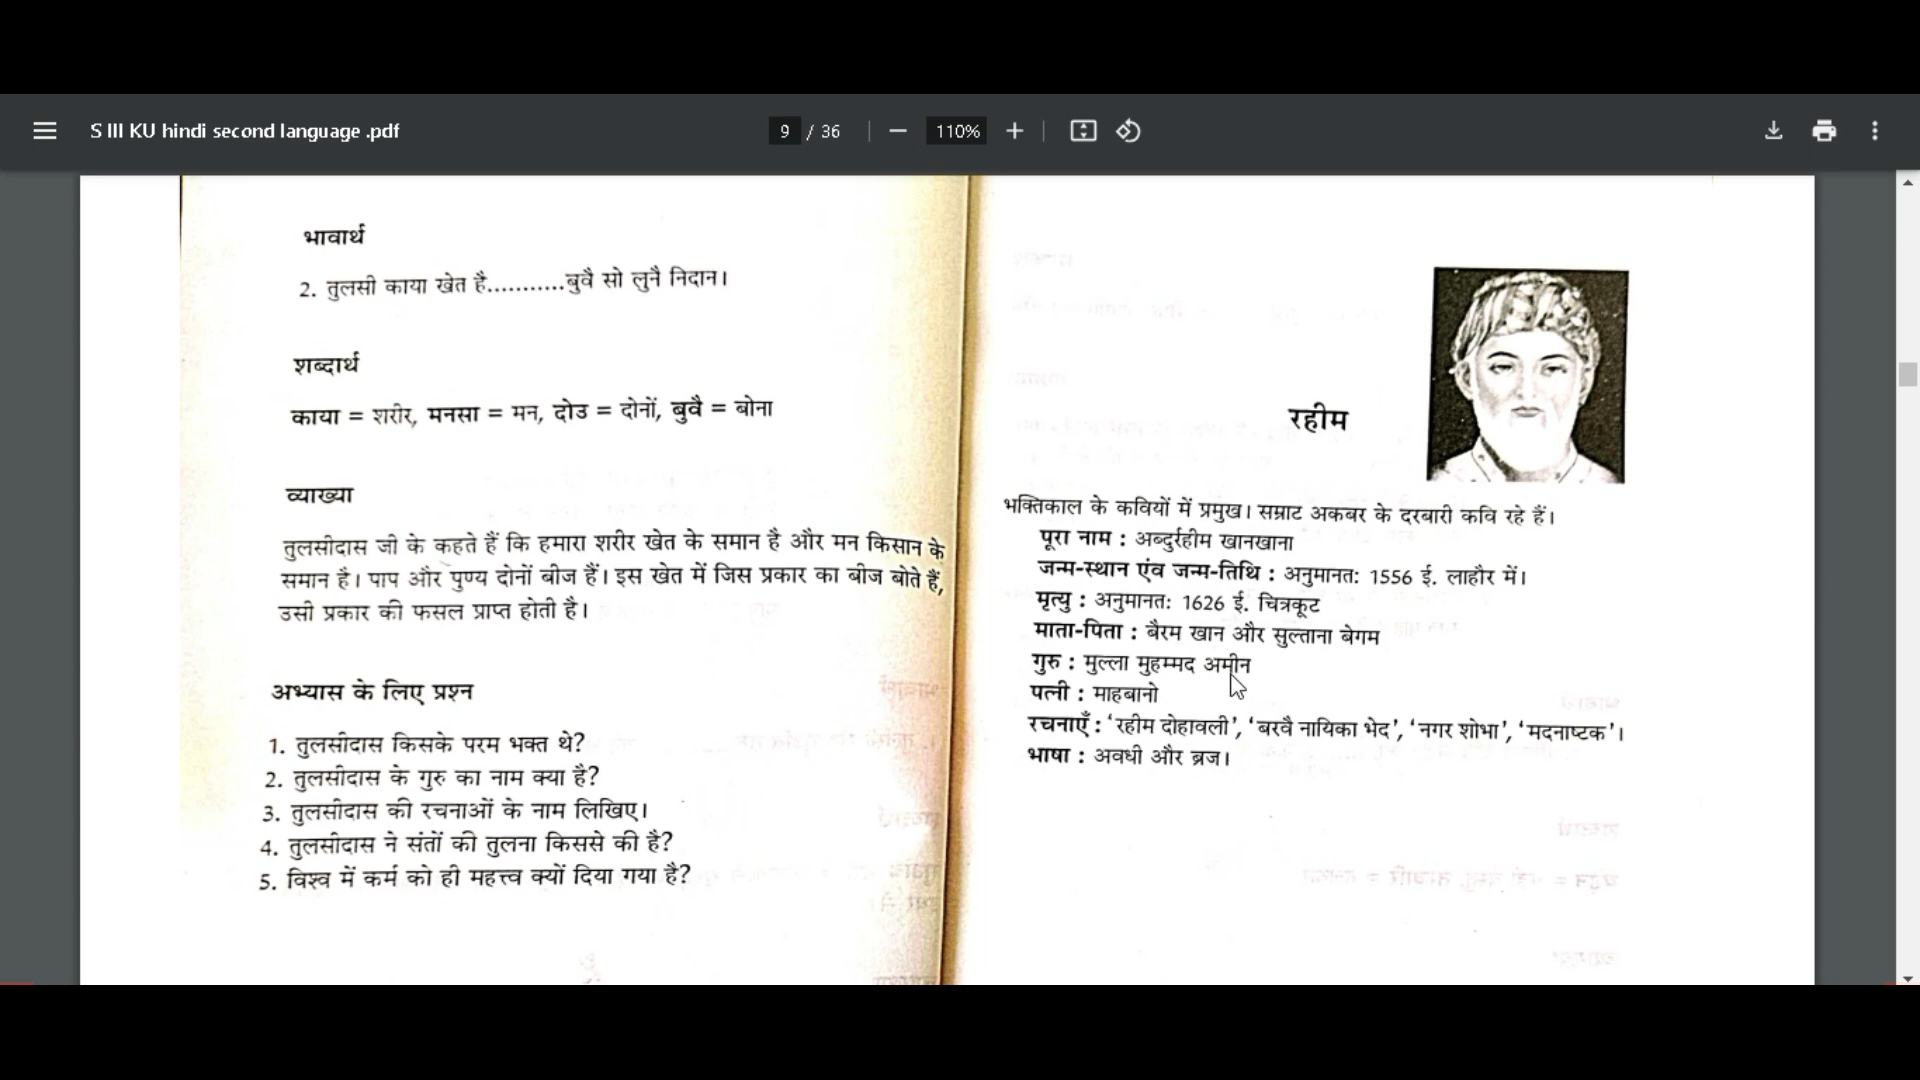 S III KU hindi second language .pdf
9 / 36
110%
भावार्थ
2. तुलसी काया खेत है...........बुवै सो लुनै निदान।
शब्दार्थ
काया = शरीर, मनसा = मन, दोउ = दोनों, बुवै = बोना
व्याख्या
तुलसीदास जी के कहते हैं कि हमारा शरीर खेत के समान है और मन किसान के
समान है। पाप और पुण्य दोनों बीज हैं। इस खेत में जिस प्रकार का बीज बोते हैं,
उसी प्रकार की फसल प्राप्त होती है।
अभ्यास के लिए प्रश्न
1. तुलसीदास किसके परम भक्त थे?
2. तुलसीदास के गुरु का नाम क्या है?
3. तुलसीदास की रचनाओं के नाम लिखिए।
4. तुलसीदास ने संतों की तुलना किससे की है?
5. विश्व में कर्म को ही महत्त्व क्यों दिया गया है?
रहीम
भक्तिकाल के कवियों में प्रमुख। सम्राट अकबर के दरबारी कवि रहे हैं।
पूरा नाम : अब्दुर्रहीम खानखाना
जन्म-स्थान एंव जन्म-तिथि : अनुमानत: 1556 ई. लाहौर में।
मृत्यु : अनुमानत: 1626 ई. चित्रकूट
माता-पिता : बैरम खान और सुल्ताना बेगम
गुरु : मुल्ला मुहम्मद अमीन
पत्नी : माहबानो
रचनाएँ : ‘रहीम दोहावली’, ‘बरवै नायिका भेद’, ‘नगर शोभा’, ‘मदनाष्टक’।
भाषा : अवधी और ब्रज।